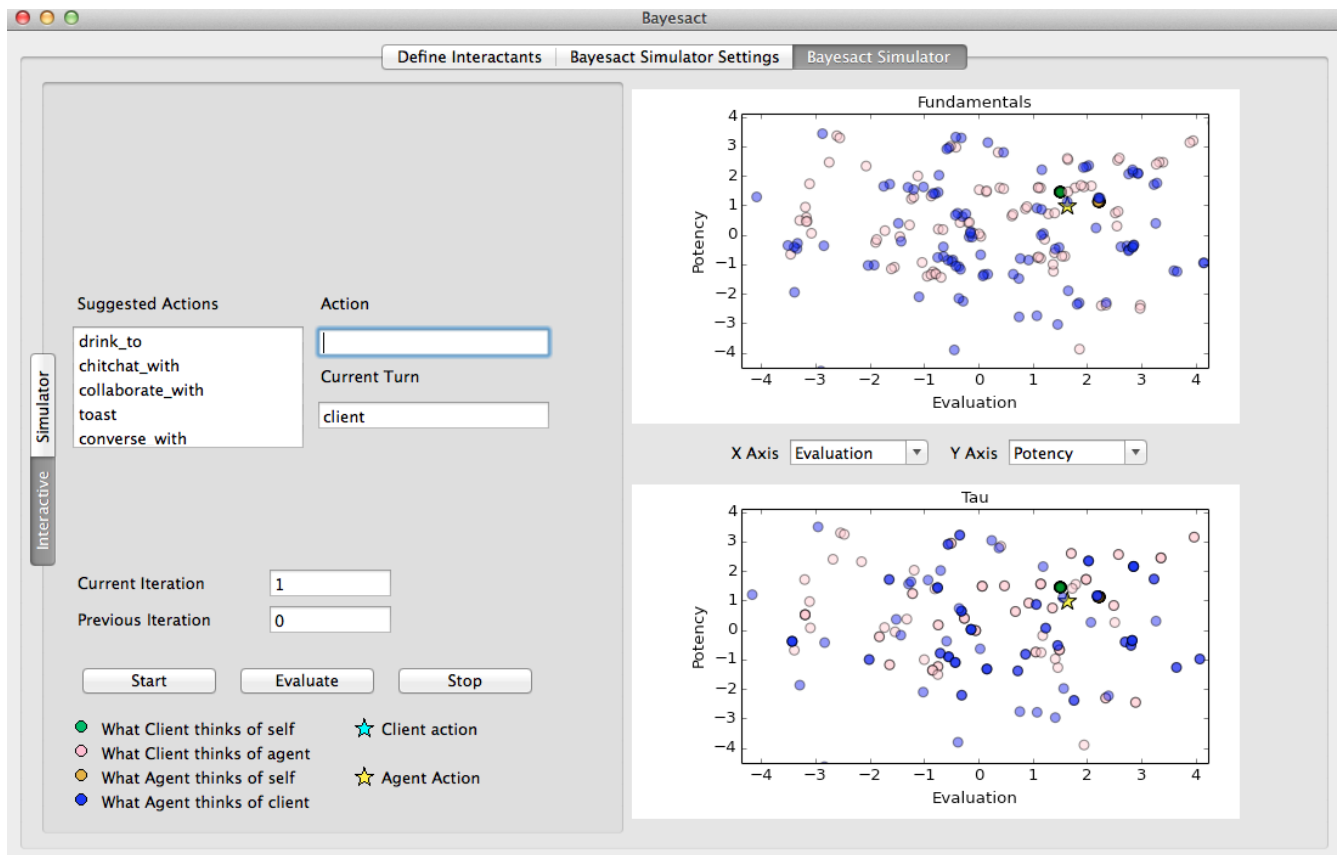 Bayesact
Define Interactants Bayesact Simulator Settings Bayesact Simulator
Simulator
Interactive
Suggested Actions
drink_to
chitchat_with
collaborate_with
toast
converse_with
Action
Current Turn
client
Current Iteration 1
Previous Iteration 0
Start Evaluate Stop
What Client thinks of self
What Client thinks of agent
What Agent thinks of self
What Agent thinks of client
Client action
Agent Action
Fundamentals
4
3
2
1
0
−1
−2
−3
−4
Potency
−4 −3 −2 −1 0 1 2 3 4
Evaluation
X Axis Evaluation Y Axis Potency
Tau
4
3
2
1
0
−1
−2
−3
−4
Potency
−4 −3 −2 −1 0 1 2 3 4
Evaluation